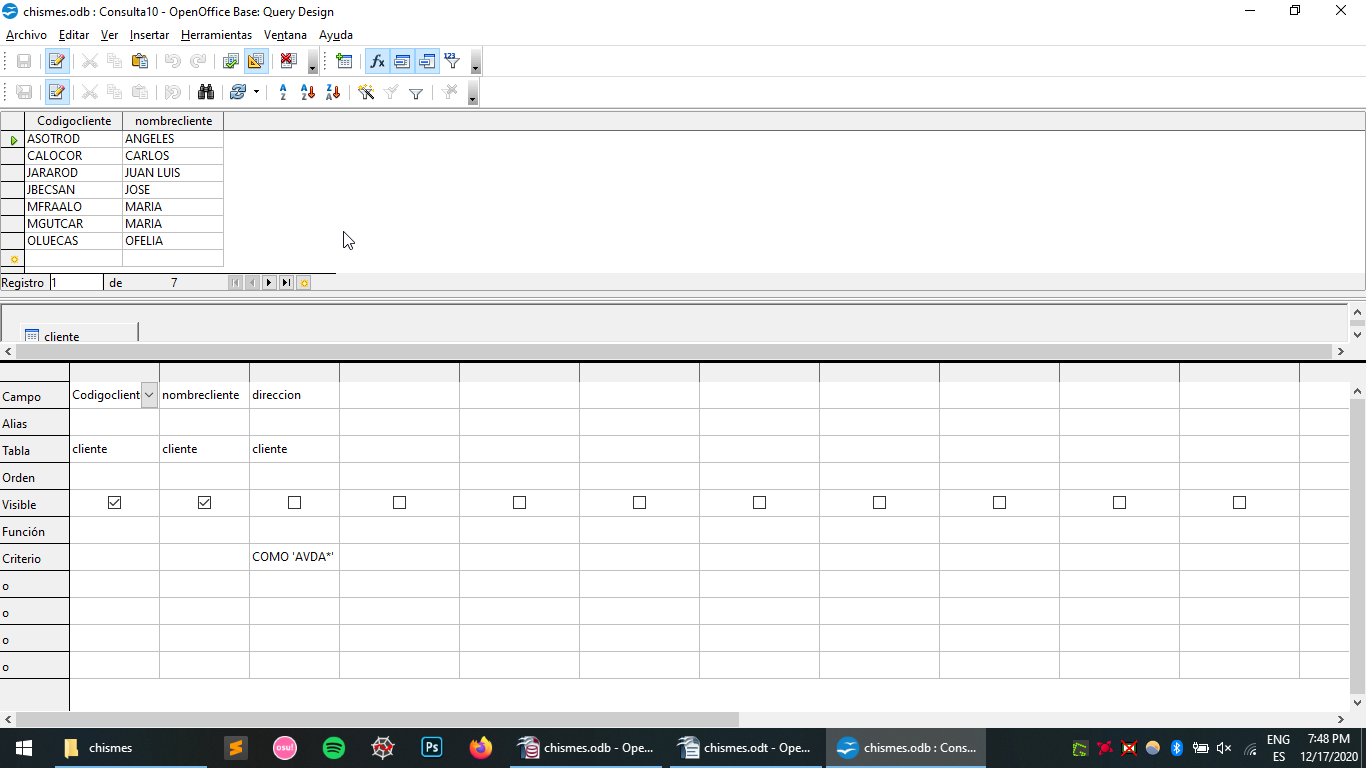 chismes.odb : Consulta10 - OpenOffice Base: Query Design
Archivo Editar Ver Insertar Herramientas Ventana Ayuda
Codigocliente nombrecliente
ASOTROD ANGELES
CALOCOR CARLOS
JARAROD JUAN LUIS
JBECSAN JOSE
MFRAALO MARIA
MGUTCAR MARIA
OLUECAS OFELIA
Registro 1 de 7
cliente
Campo Codigoclient nombrecliente direccion
Alias
Tabla cliente cliente cliente
Orden
Visible
Función
Criterio COMO 'AVDA*'
o
o
o
o
chismes osu! Ps chismes.odb - Ope... chismes.odt - Ope... chismes.odb : Cons... ENG 7:48 PM
ES 12/17/2020